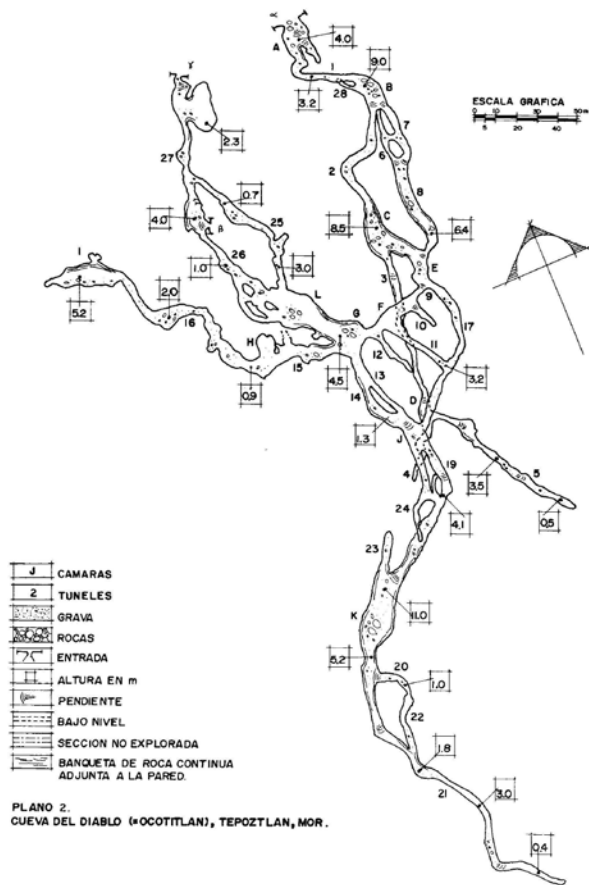 α
A
4.0
1
9.0
8
3.2
28
7
6
2
8
C
8.5
6.4
E
3
9
F
10
17
11
12
3.2
D
γ
2.3
27
0.7
4.0
β
25
1.0
26
3.0
L
G
I
5.2
2.0
16
H
15
0.9
4.5
13
14
1.3
J
4
19
5
3.5
0.5
4.1
24
23
K
11.0
5.2
20
1.0
22
1.8
21
3.0
0.4
ESCALA GRAFICA
0 10 20 30 50 m
5 20 40
J CAMARAS
2 TUNELES
GRAVA
ROCAS
ENTRADA
ALTURA EN m
PENDIENTE
BAJO NIVEL
SECCION NO EXPLORADA
BANQUETA DE ROCA CONTINUA
ADJUNTA A LA PARED.
PLANO 2.
CUEVA DEL DIABLO (=OCOTITLAN), TEPOZTLAN, MOR.